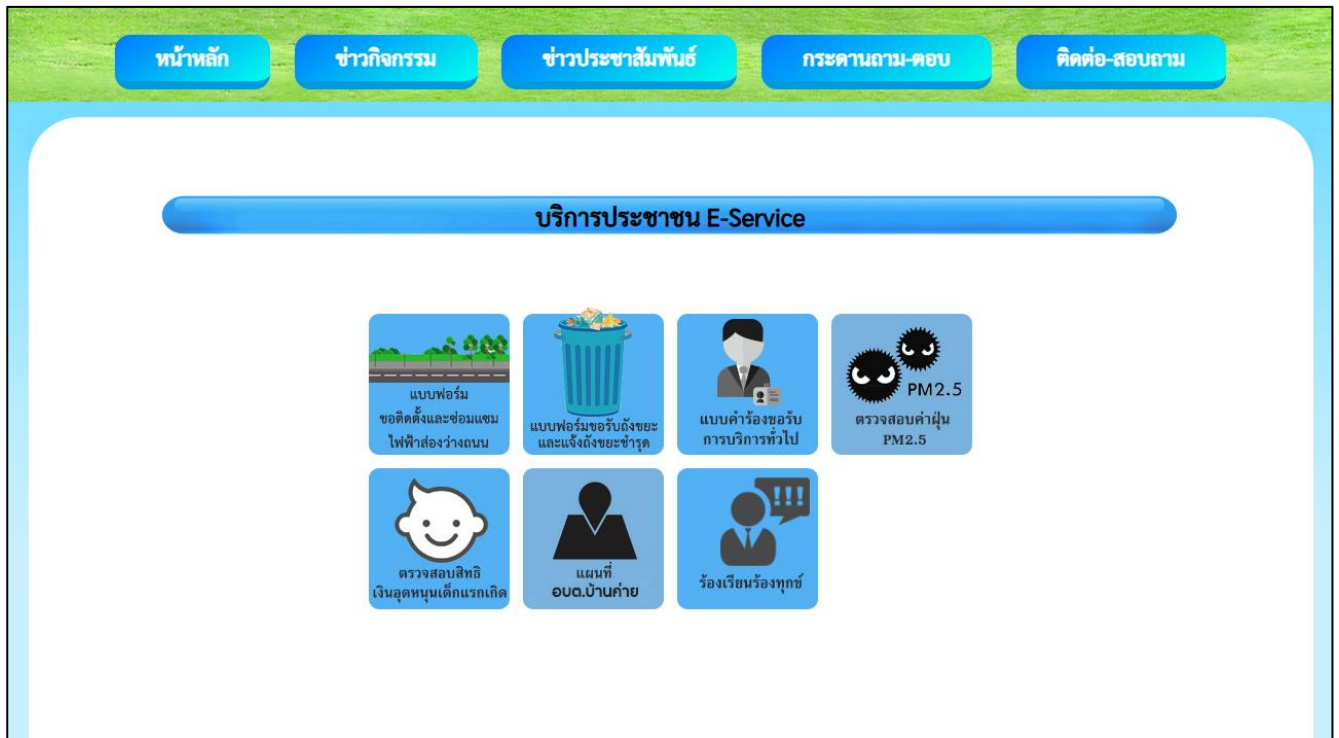 หน้าหลัก
ข่าวกิจกรรม
ข่าวประชาสัมพันธ์
กระดานถาม-ตอบ
ติดต่อ-สอบถาม
บริการประชาชน E-Service
แบบฟอร์ม
ขอติดตั้งและซ่อมแซม
ไฟฟ้าส่องว่างถนน
แบบฟอร์มขอรับถังขยะ
และแจ้งถังขยะชำรุด
แบบคำร้องขอรับ
การบริการทั่วไป
PM2.5
ตรวจสอบค่าฝุ่น
PM2.5
ตรวจสอบสิทธิ
เงินอุดหนุนเด็กแรกเกิด
แผนที่
อบต.บ้านค่าย
!!!
ร้องเรียนร้องทุกข์